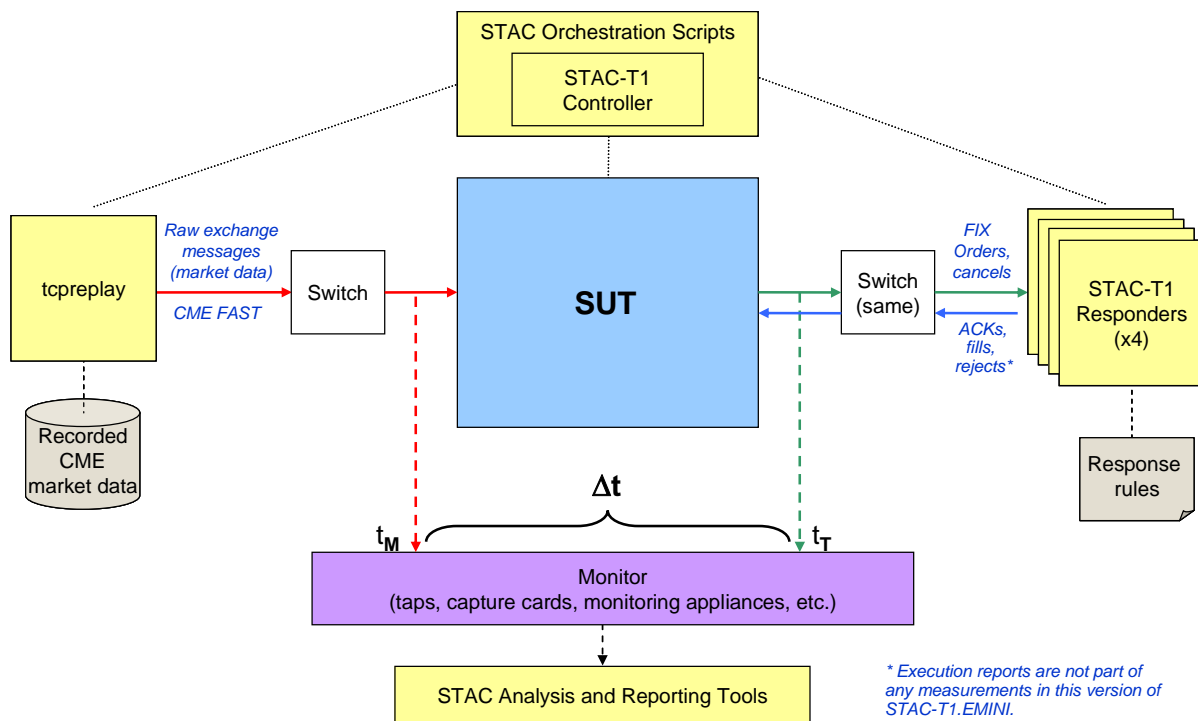 STAC Orchestration Scripts
STAC-T1
Controller
Raw exchange
messages
(market data)
CME FAST
tcpreplay
Switch
SUT
Switch
(same)
FIX
Orders,
cancels
ACKs,
fills,
rejects*
STAC-T1
Responders
(x4)
Recorded
CME
market data
Response
rules
Δt
tM
tT
Monitor
(taps, capture cards, monitoring appliances, etc.)
STAC Analysis and Reporting Tools
* Execution reports are not part of
any measurements in this version of
STAC-T1.EMINI.